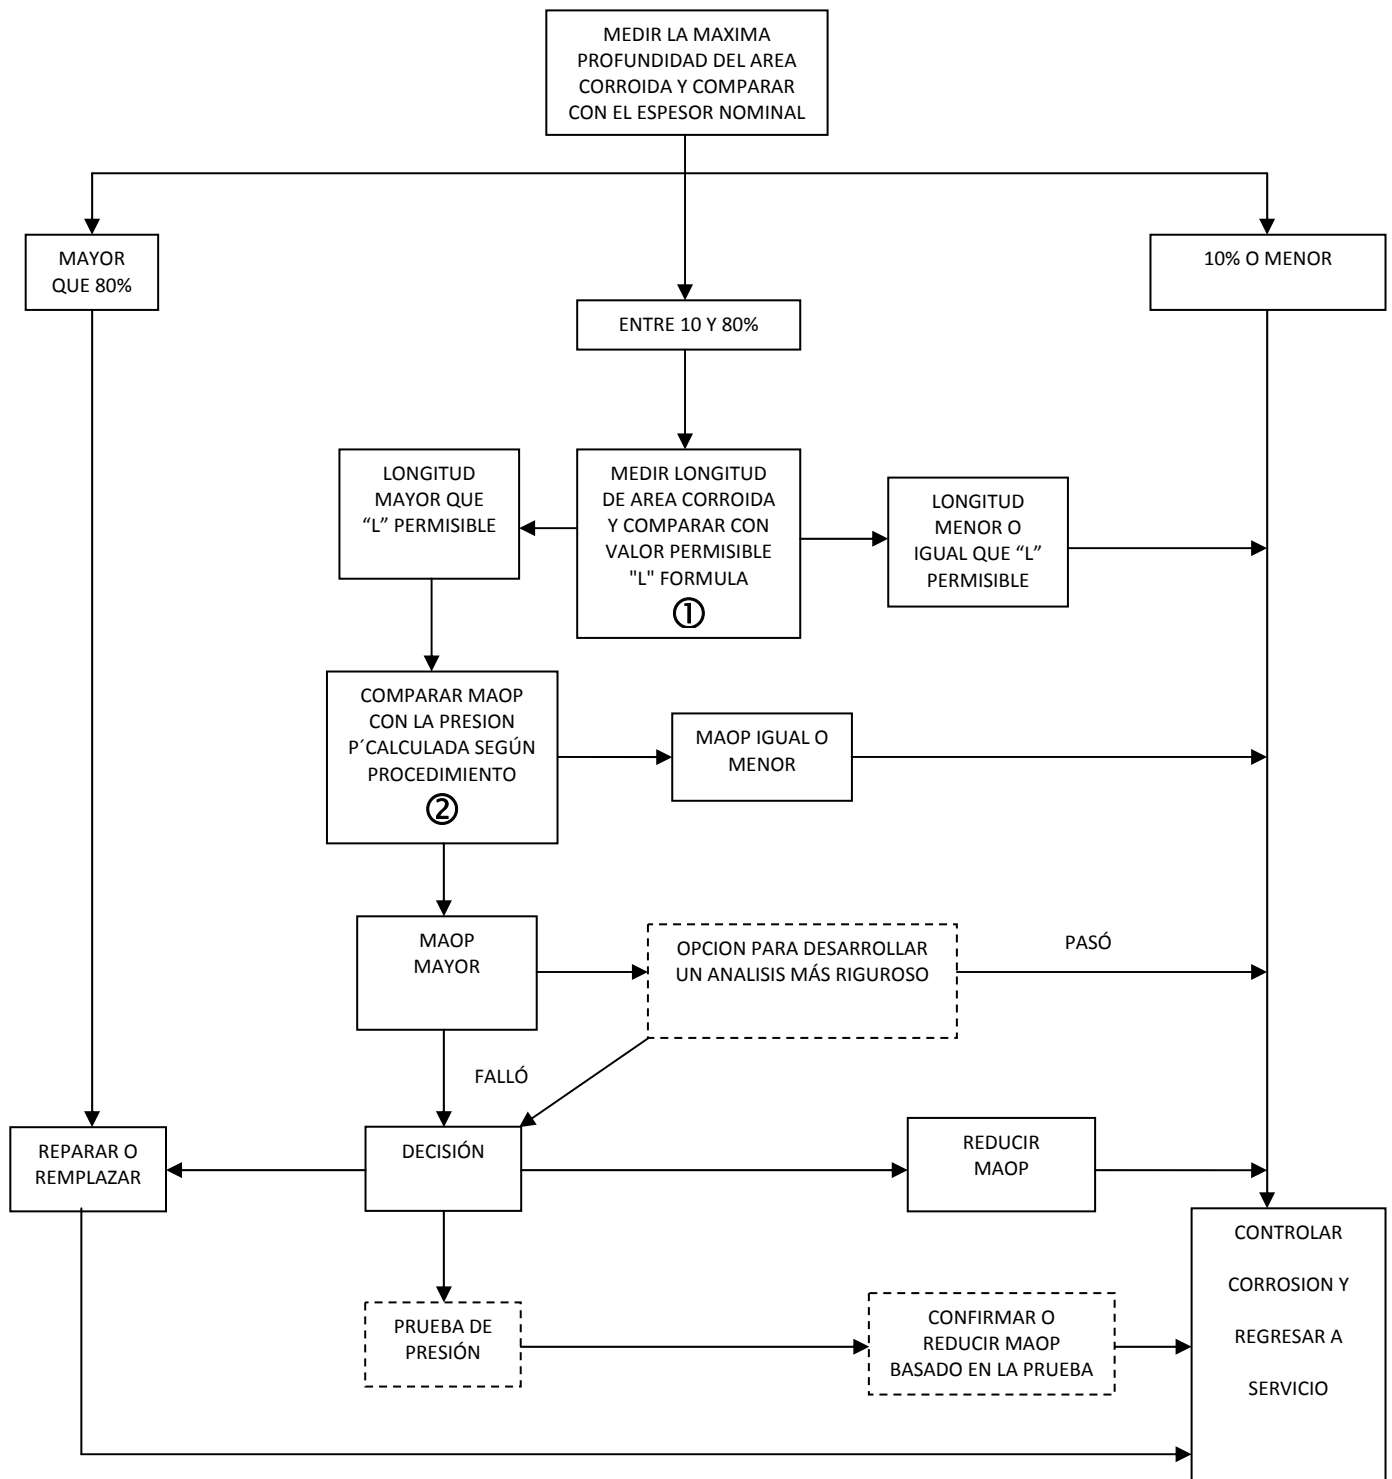 MEDIR LA MAXIMA
PROFUNDIDAD DEL AREA
CORROIDA Y COMPARAR
CON EL ESPESOR NOMINAL
MAYOR
QUE 80%
10% O MENOR
ENTRE 10 Y 80%
LONGITUD
MAYOR QUE
“L” PERMISIBLE
MEDIR LONGITUD
DE AREA CORROIDA
Y COMPARAR CON
VALOR PERMISIBLE
"L" FORMULA
①
LONGITUD
MENOR O
IGUAL QUE “L”
PERMISIBLE
COMPARAR MAOP
CON LA PRESION
P´CALCULADA SEGÚN
PROCEDIMIENTO
②
MAOP IGUAL O
MENOR
MAOP
MAYOR
OPCION PARA DESARROLLAR
UN ANALISIS MÁS RIGUROSO
PASÓ
FALLÓ
REPARAR O
REMPLAZAR
DECISIÓN
REDUCIR
MAOP
CONTROLAR
CORROSION Y
REGRESAR A
SERVICIO
PRUEBA DE
PRESIÓN
CONFIRMAR O
REDUCIR MAOP
BASADO EN LA PRUEBA